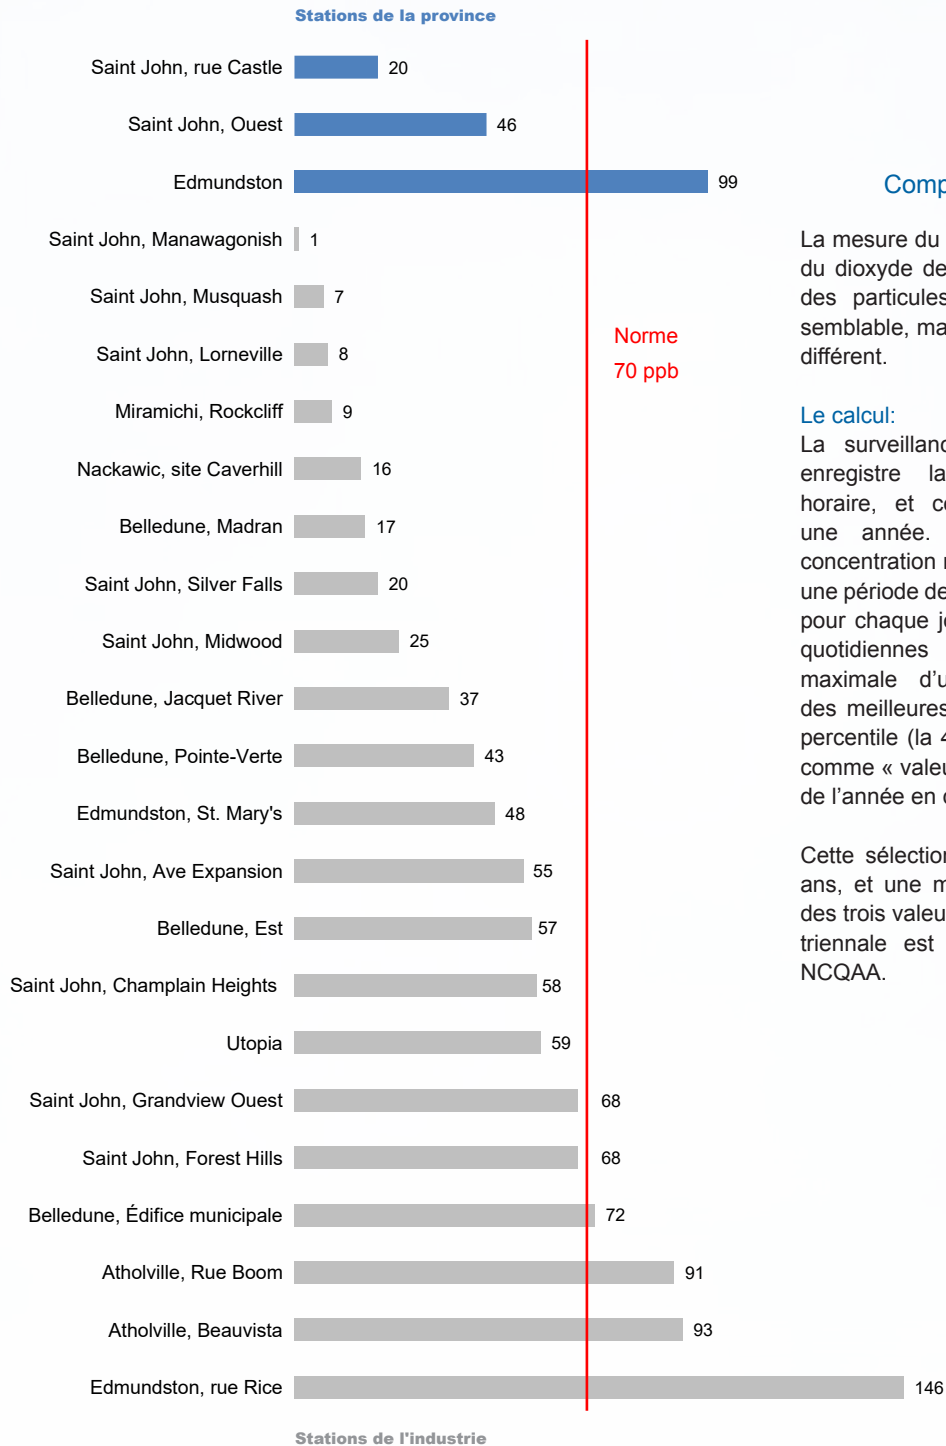 Stations de la province
Saint John, rue Castle 20
Saint John, Ouest 46
Edmundston 99
Saint John, Manawagonish 1
Saint John, Musquash 7
Saint John, Lorneville 8
Miramichi, Rockcliff 9
Nackawic, site Caverhill 16
Belledune, Madran 17
Saint John, Silver Falls 20
Saint John, Midwood 25
Belledune, Jacquet River 37
Belledune, Pointe-Verte 43
Edmundston, St. Mary's 48
Saint John, Ave Expansion 55
Belledune, Est 57
Saint John, Champlain Heights 58
Utopia 59
Saint John, Grandview Ouest 68
Saint John, Forest Hills 68
Belledune, Édifice municipale 72
Atholville, Rue Boom 91
Atholville, Beauvista 93
Edmundston, rue Rice 146
Stations de l'industrie
Norme
70 ppb
Comp
La mesure du
du dioxyde de
des particules
semblable, ma
différent.
Le calcul:
La surveillanc
enregistre la
horaire, et c
une année.
concentration
une période de
pour chaque j
quotidiennes
maximale d'u
des meilleures
percentile (la 4
comme « valeu
de l'année en
Cette sélection
ans, et une m
des trois valeu
triennale est
NCQAA.